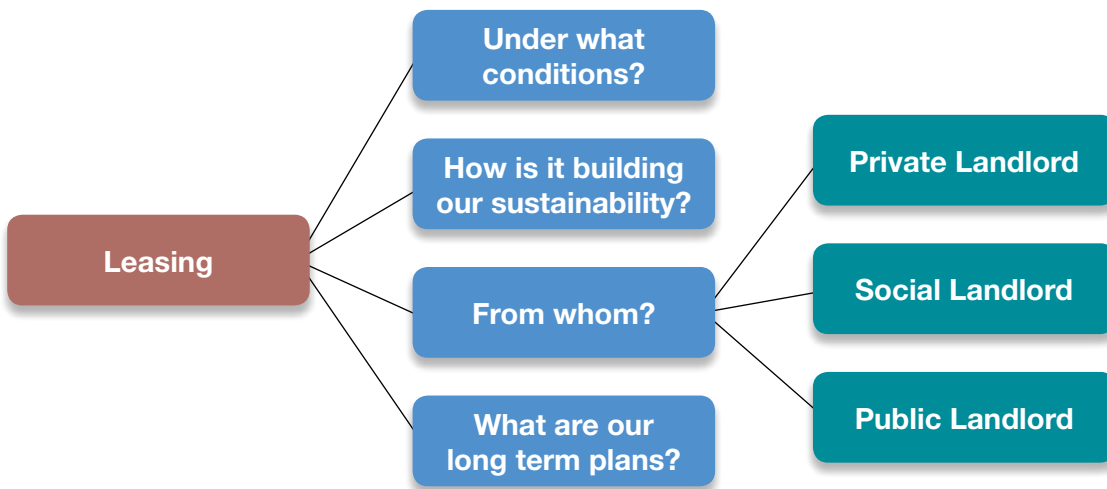 Leasing
Under what
conditions?
How is it building
our sustainability?
From whom?
What are our
long term plans?
Private Landlord
Social Landlord
Public Landlord